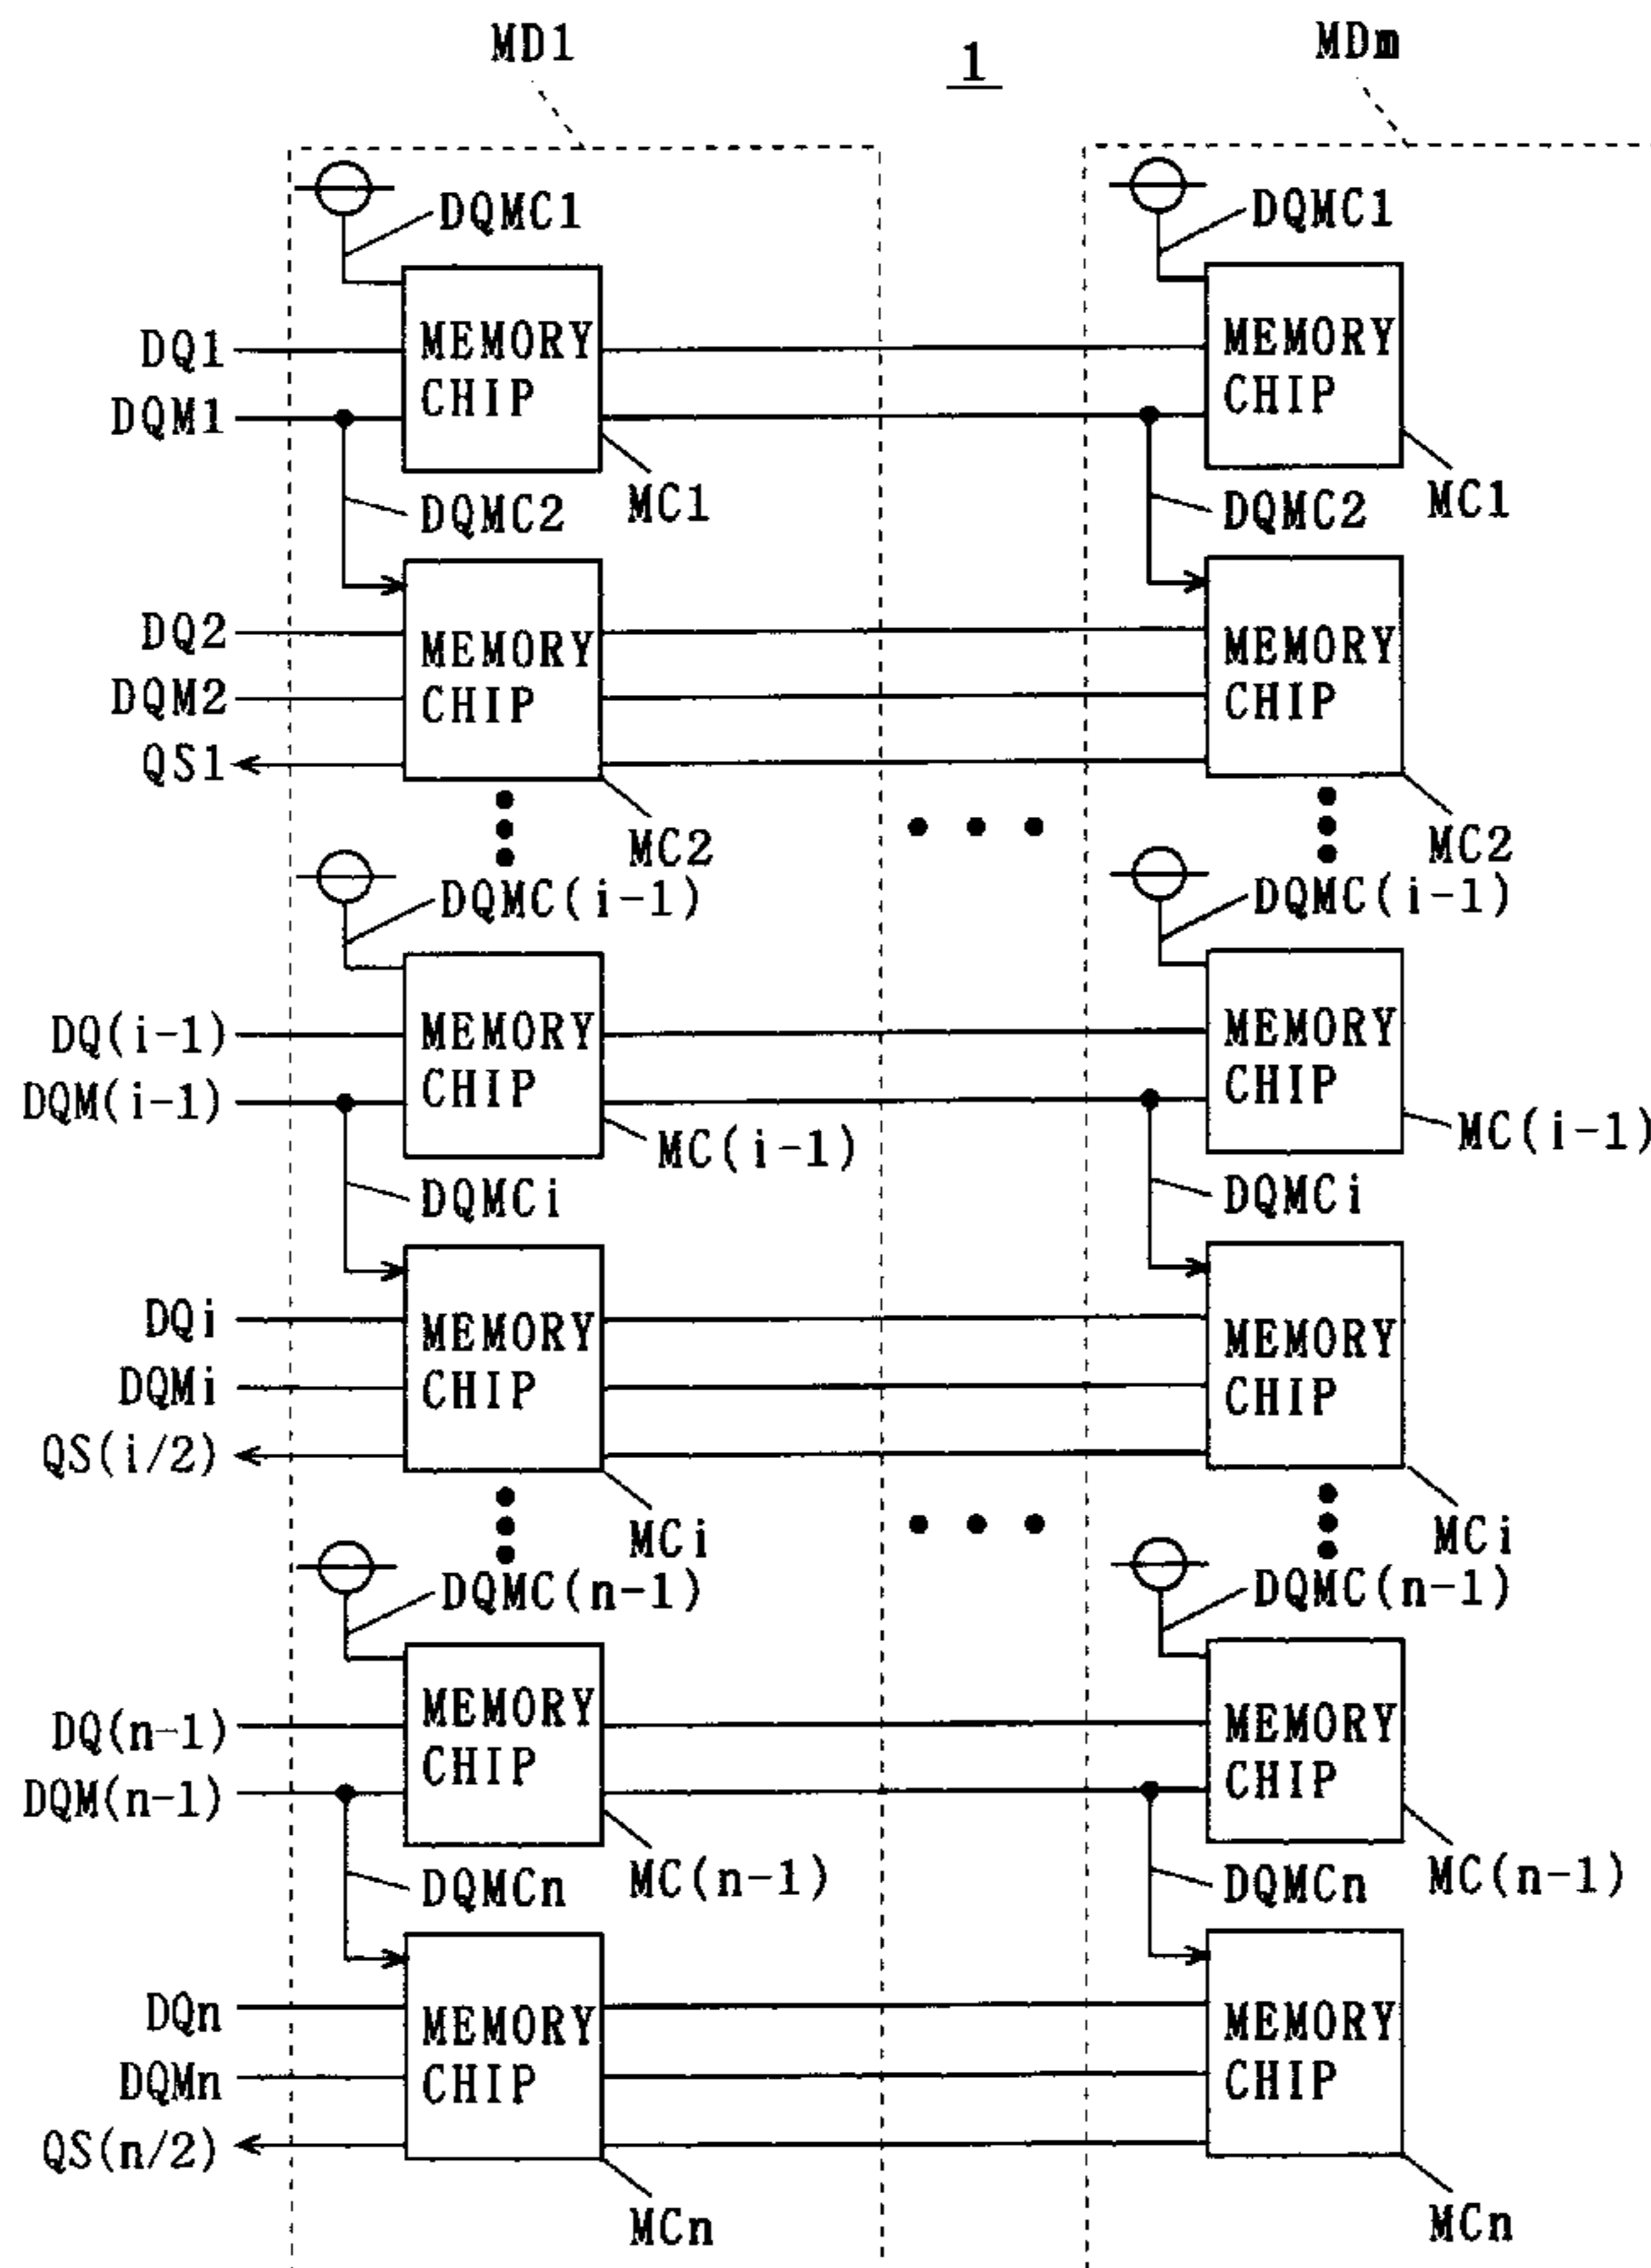 MD1 1 MDm
DQMC1 DQMC1
DQ1 MEMORY MEMORY
DQM1 CHIP CHIP
DQMC2 MC1 DQMC2 MC1
DQ2 MEMORY MEMORY
DQM2 CHIP CHIP
QS1
MC2 MC2
DQMC(i-1) DQMC(i-1)
DQ(i-1) MEMORY MEMORY
DQM(i-1) CHIP CHIP
MC(i-1) MC(i-1)
DQMCi DQMCi
DQi MEMORY MEMORY
DQMi CHIP CHIP
QS(i/2)
MCi MCi
DQMC(n-1) DQMC(n-1)
DQ(n-1) MEMORY MEMORY
DQM(n-1) CHIP CHIP
DQMCn MC(n-1) DQMCn MC(n-1)
DQn MEMORY MEMORY
DQMn CHIP CHIP
QS(n/2)
MCn MCn